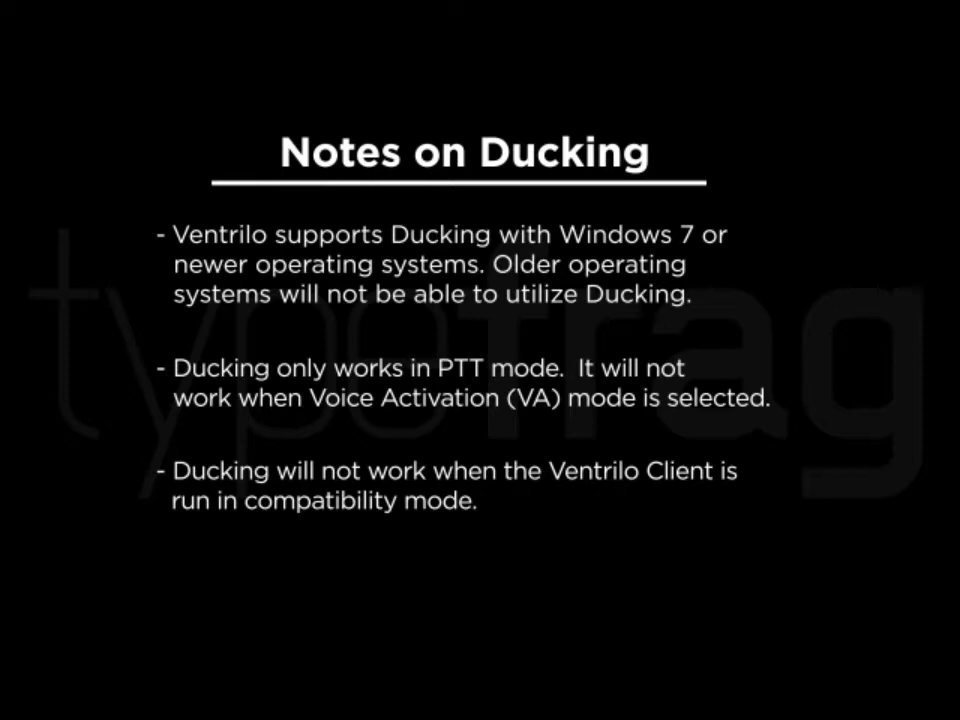 Notes on Ducking
- Ventrilo supports Ducking with Windows 7 or
newer operating systems. Older operating
systems will not be able to utilize Ducking.
- Ducking only works in PTT mode.  It will not
work when Voice Activation (VA) mode is selected.
- Ducking will not work when the Ventrilo Client is
run in compatibility mode.
typefrag